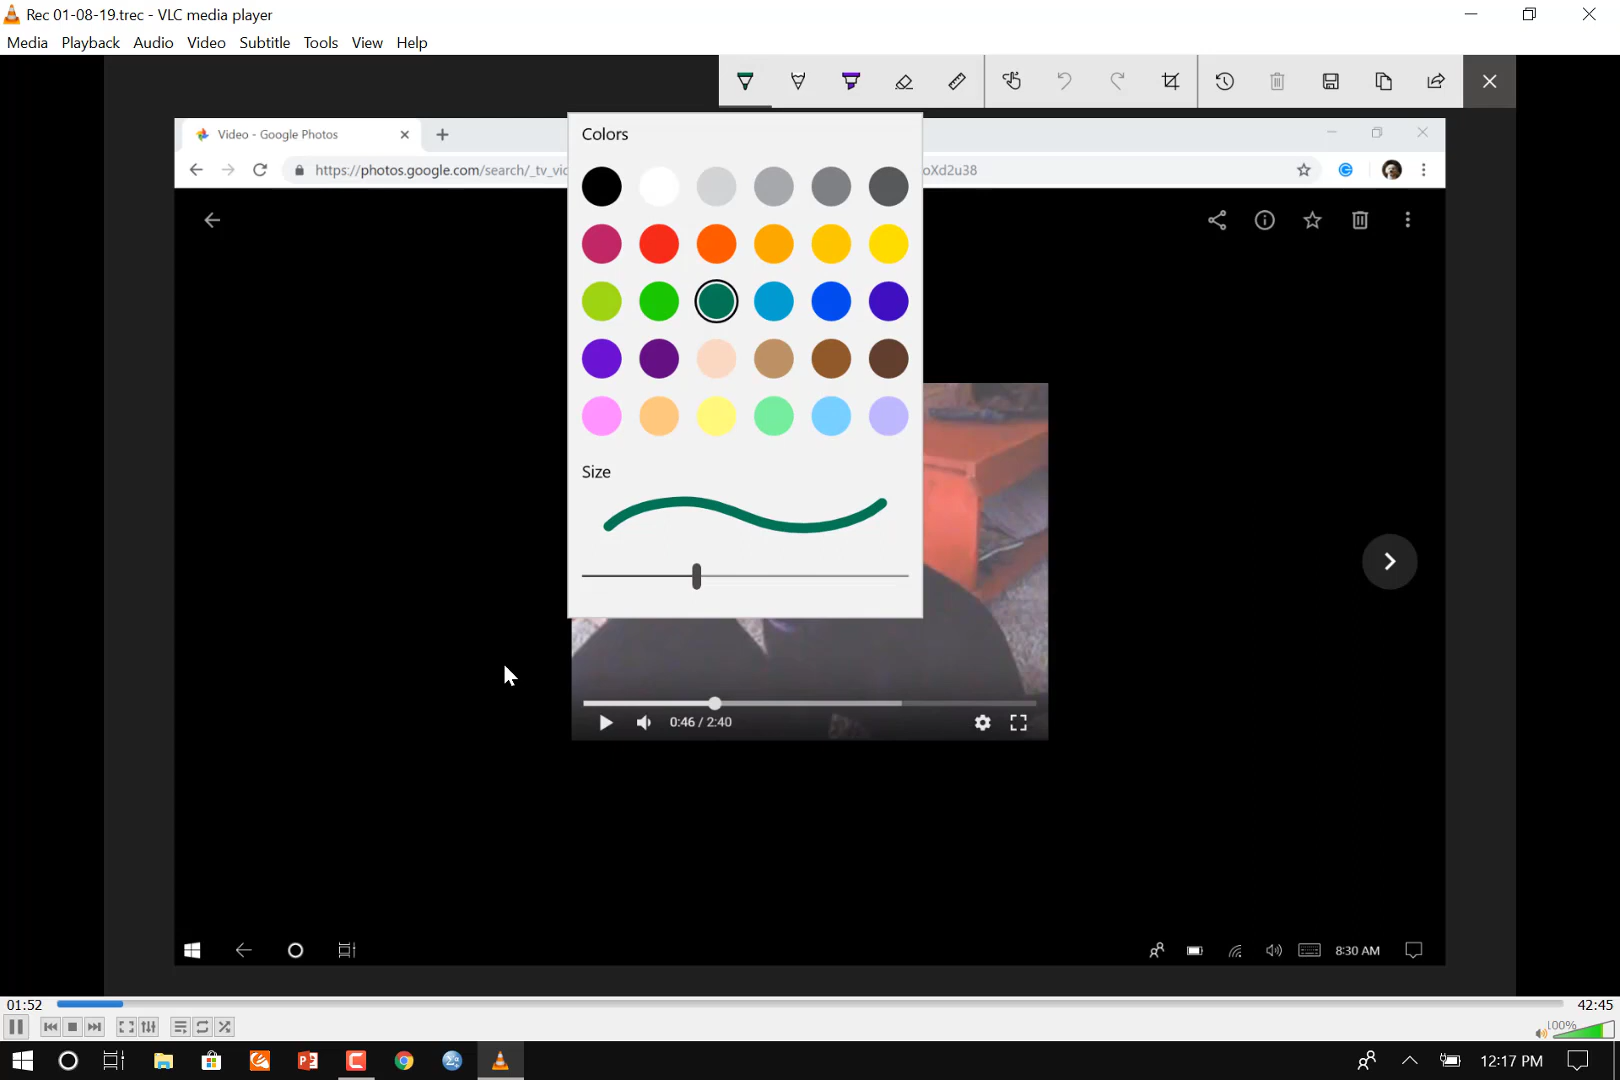 Rec 01-08-19.trec - VLC media player
Media Playback Audio Video Subtitle Tools View Help
Video - Google Photos
Colors
https://photos.google.com/search/_tv_vic
oXd2u38
Size
0:46 / 2:40
8:30 AM
01:52
42:45
100%
12:17 PM